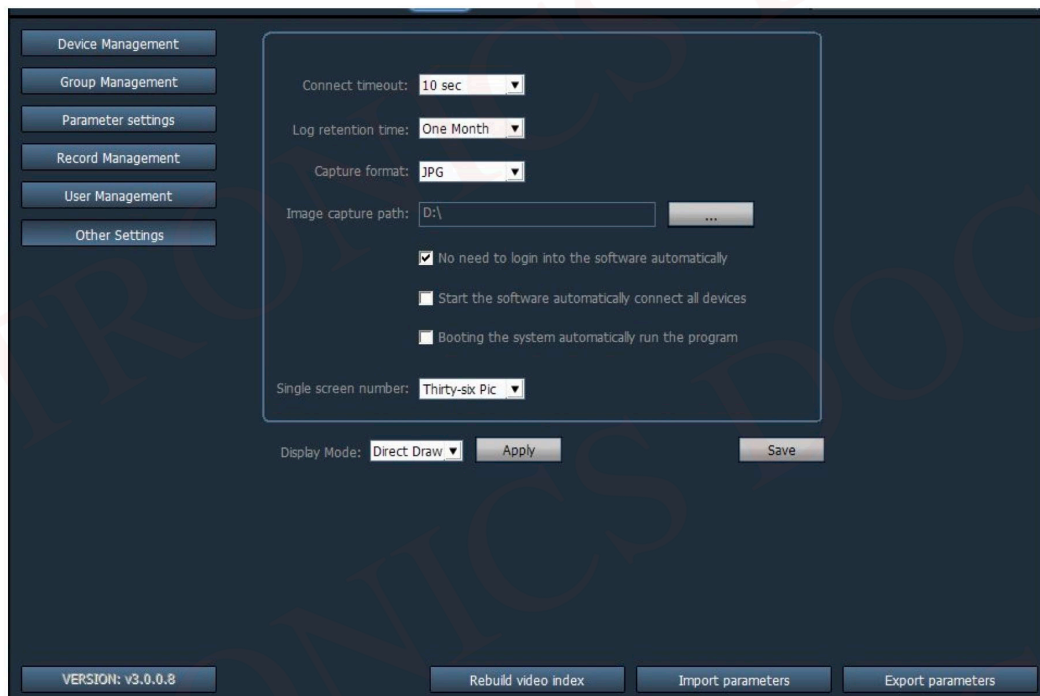 Device Management
Group Management
Parameter settings
Record Management
User Management
Other Settings
Connect timeout: 10 sec
Log retention time: One Month
Capture format: JPG
Image capture path: D:\ ...
No need to login into the software automatically
Start the software automatically connect all devices
Booting the system automatically run the program
Single screen number: Thirty-six Pic
Display Mode: Direct Draw Apply Save
VERSION: v3.0.0.8 Rebuild video index Import parameters Export parameters